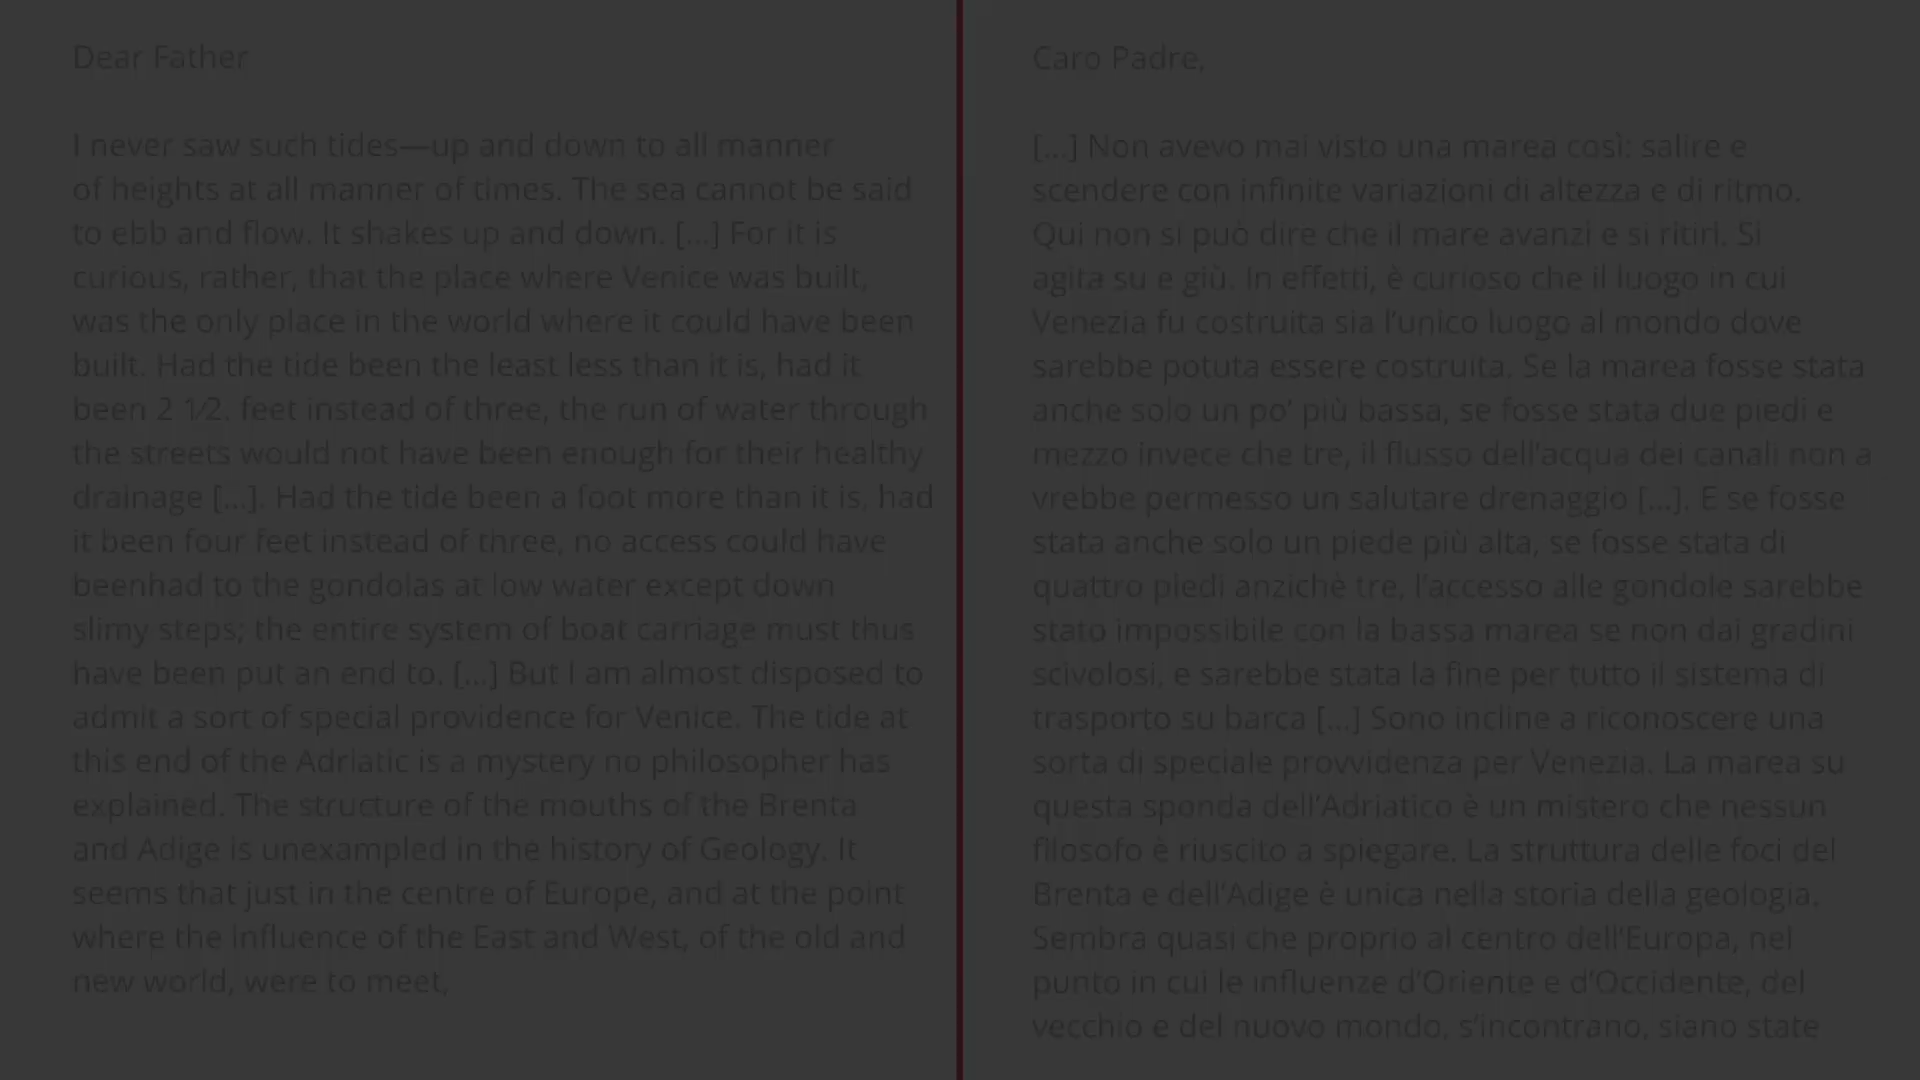 Dear Father
I never saw such tides—up and down to all manner
of heights at all manner of times. The sea cannot be said
to ebb and flow. It shakes up and down. [...] For it is
curious, rather, that the place where Venice was built,
was the only place in the world where it could have been
built. Had the tide been the least less than it is, had it
been 2 1⁄2. feet instead of three, the run of water through
the streets would not have been enough for their healthy
drainage [...]. Had the tide been a foot more than it is, had
it been four feet instead of three, no access could have
beenhad to the gondolas at low water except down
slimy steps; the entire system of boat carriage must thus
have been put an end to. [...] But I am almost disposed to
admit a sort of special providence for Venice. The tide at
this end of the Adriatic is a mystery no philosopher has
explained. The structure of the mouths of the Brenta
and Adige is unexampled in the history of Geology. It
seems that just in the centre of Europe, and at the point
where the influence of the East and West, of the old and
new world, were to meet,
Caro Padre,
[...] Non avevo mai visto una marea così: salire e
scendere con infinite variazioni di altezza e di ritmo.
Qui non si può dire che il mare avanzi e si ritiri. Si
agita su e giù. In effetti, è curioso che il luogo in cui
Venezia fu costruita sia l'unico luogo al mondo dove
sarebbe potuta essere costruita. Se la marea fosse stata
anche solo un po' più bassa, se fosse stata due piedi e
mezzo invece che tre, il flusso dell'acqua dei canali non a
vrebbe permesso un salutare drenaggio [...]. E se fosse
stata anche solo un piede più alta, se fosse stata di
quattro piedi anzichè tre, l'accesso alle gondole sarebbe
stato impossibile con la bassa marea se non dai gradini
scivolosi, e sarebbe stata la fine per tutto il sistema di
trasporto su barca [...] Sono incline a riconoscere una
sorta di speciale provvidenza per Venezia. La marea su
questa sponda dell'Adriatico è un mistero che nessun
filosofo è riuscito a spiegare. La struttura delle foci del
Brenta e dell'Adige è unica nella storia della geologia.
Sembra quasi che proprio al centro dell'Europa, nel
punto in cui le influenze d'Oriente e d'Occidente, del
vecchio e del nuovo mondo, s'incontrano, siano state